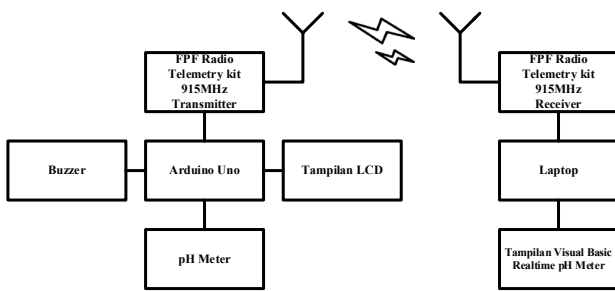 FPF Radio
Telemetry kit
915MHz
Transmitter
FPF Radio
Telemetry kit
915MHz
Receiver
Buzzer
Arduino Uno
Tampilan LCD
Laptop
pH Meter
Tampilan Visual Basic
Realtime pH Meter